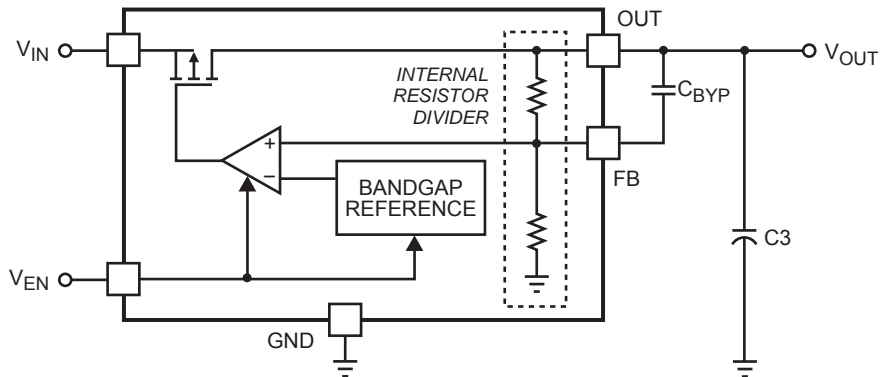 OUT
V_IN
V_OUT
INTERNAL
RESISTOR
DIVIDER
C_BYP
+
–
FB
BANDGAP
REFERENCE
C3
V_EN
GND